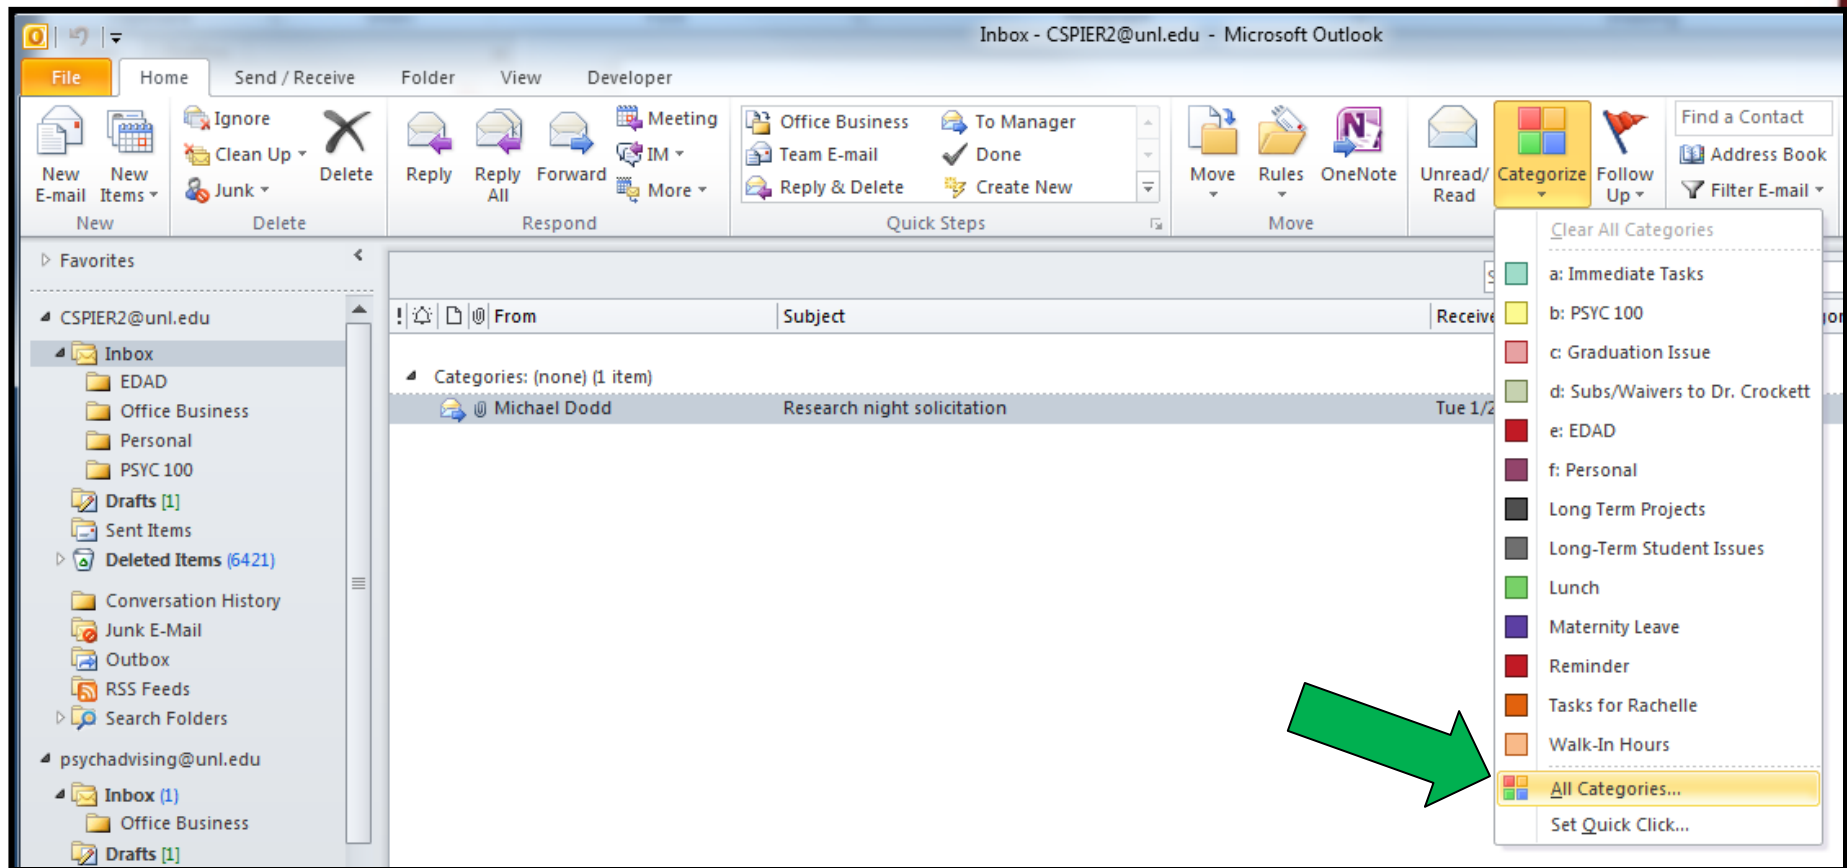 Inbox - CSPIER2@unl.edu - Microsoft Outlook
File Home Send / Receive Folder View Developer
New E-mail
New Items
New
Ignore
Clean Up
Junk
Delete
Delete
Reply
Reply All
Forward
Meeting
IM
More
Respond
Office Business
Team E-mail
Reply & Delete
To Manager
Done
Create New
Quick Steps
Move
Rules
OneNote
Move
Unread/ Read
Categorize
Follow Up
Find a Contact
Address Book
Filter E-mail
Favorites
CSPIER2@unl.edu
Inbox
EDAD
Office Business
Personal
PSYC 100
Drafts [1]
Sent Items
Deleted Items (6421)
Conversation History
Junk E-Mail
Outbox
RSS Feeds
Search Folders
psychadvising@unl.edu
Inbox (1)
Office Business
Drafts [1]
! From Subject Receive
Categories: (none) (1 item)
Michael Dodd Research night solicitation Tue 1/2
Clear All Categories
a: Immediate Tasks
b: PSYC 100
c: Graduation Issue
d: Subs/Waivers to Dr. Crockett
e: EDAD
f: Personal
Long Term Projects
Long-Term Student Issues
Lunch
Maternity Leave
Reminder
Tasks for Rachelle
Walk-In Hours
All Categories...
Set Quick Click...